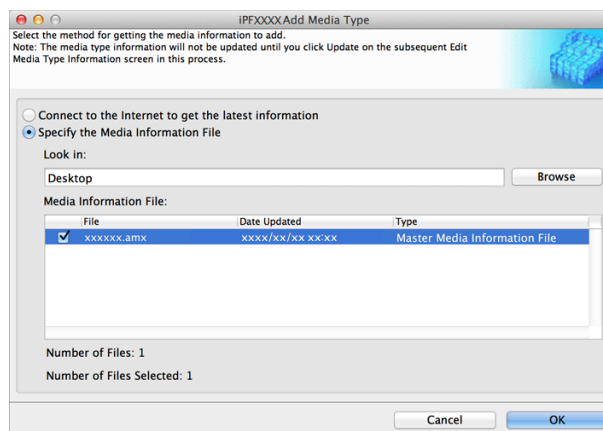 iPFXXXX Add Media Type
Select the method for getting the media information to add.
Note: The media type information will not be updated until you click Update on the subsequent Edit
Media Type Information screen in this process.
Connect to the Internet to get the latest information
Specify the Media Information File
Look in:
Desktop Browse
Media Information File:
File Date Updated Type
xxxxxx.amx xxxx/xx/xx xx:xx Master Media Information File
Number of Files: 1
Number of Files Selected: 1
Cancel OK